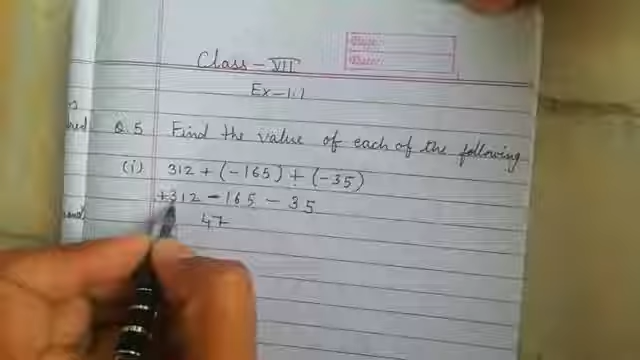 Class - VII
Ex-1.1
Q.5 Find the value of each of the following
(i) 312 + (-165) + (-35)
+312 - 165 - 35
47